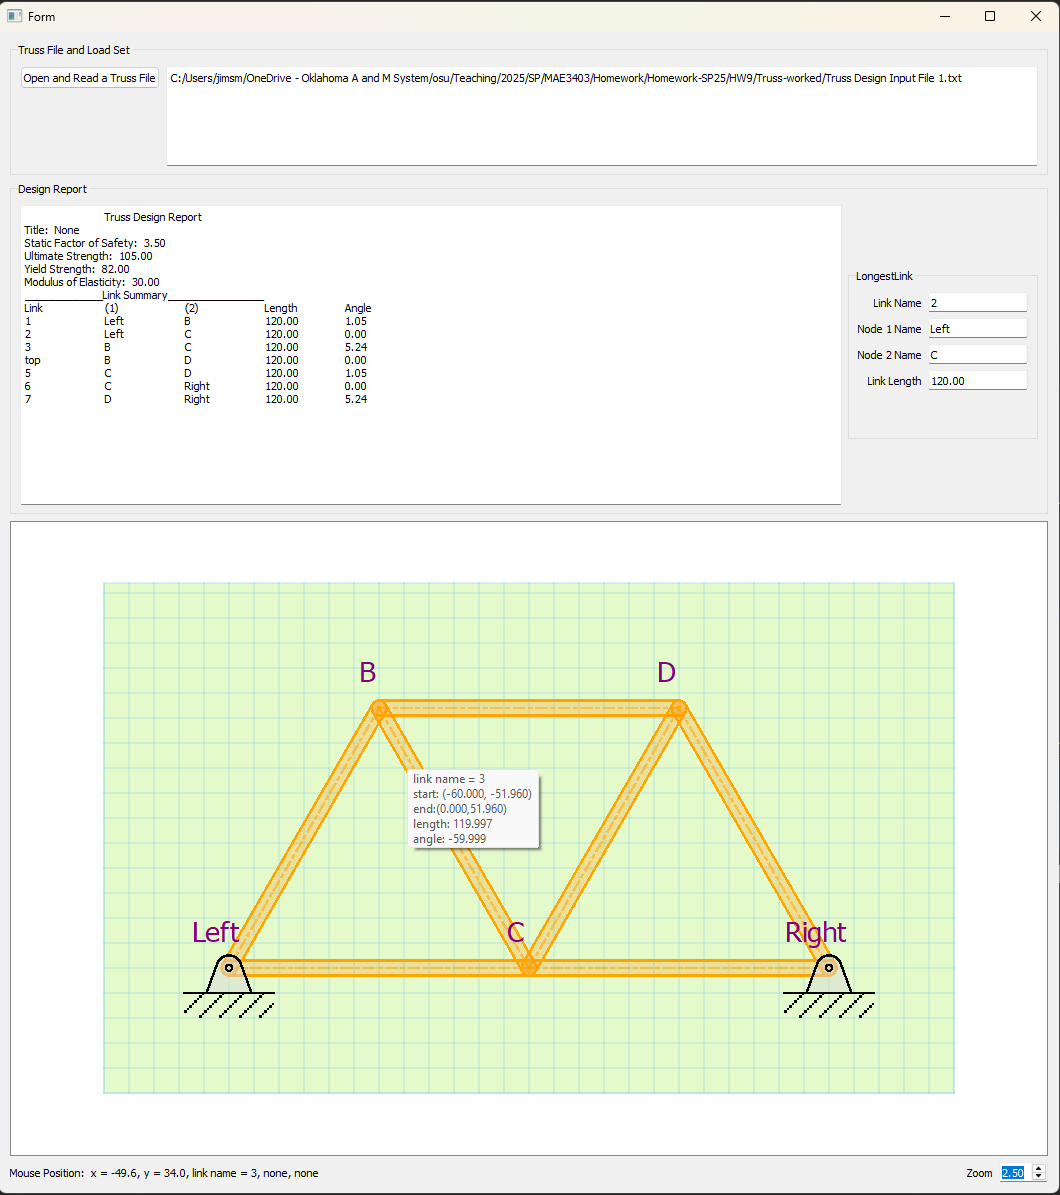 Form
Truss File and Load Set
Open and Read a Truss File
C:/Users/jimsm/OneDrive - Oklahoma A and M System/osu/Teaching/2025/SP/MAE3403/Homework/Homework-SP25/HW9/Truss-worked/Truss Design Input File 1.txt
Design Report
Truss Design Report
Title: None
Static Factor of Safety: 3.50
Ultimate Strength: 105.00
Yield Strength: 82.00
Modulus of Elasticity: 30.00
______________Link Summary_________________
Link (1) (2) Length Angle
1 Left B 120.00 1.05
2 Left C 120.00 0.00
3 B C 120.00 5.24
top B D 120.00 0.00
5 C D 120.00 1.05
6 C Right 120.00 0.00
7 D Right 120.00 5.24
LongestLink
Link Name 2
Node 1 Name Left
Node 2 Name C
Link Length 120.00
B D
link name = 3
start: (-60.000, -51.960)
end:(0.000,51.960)
length: 119.997
angle: -59.999
Left C Right
Mouse Position: x = -49.6, y = 34.0, link name = 3, none, none
Zoom 2.50